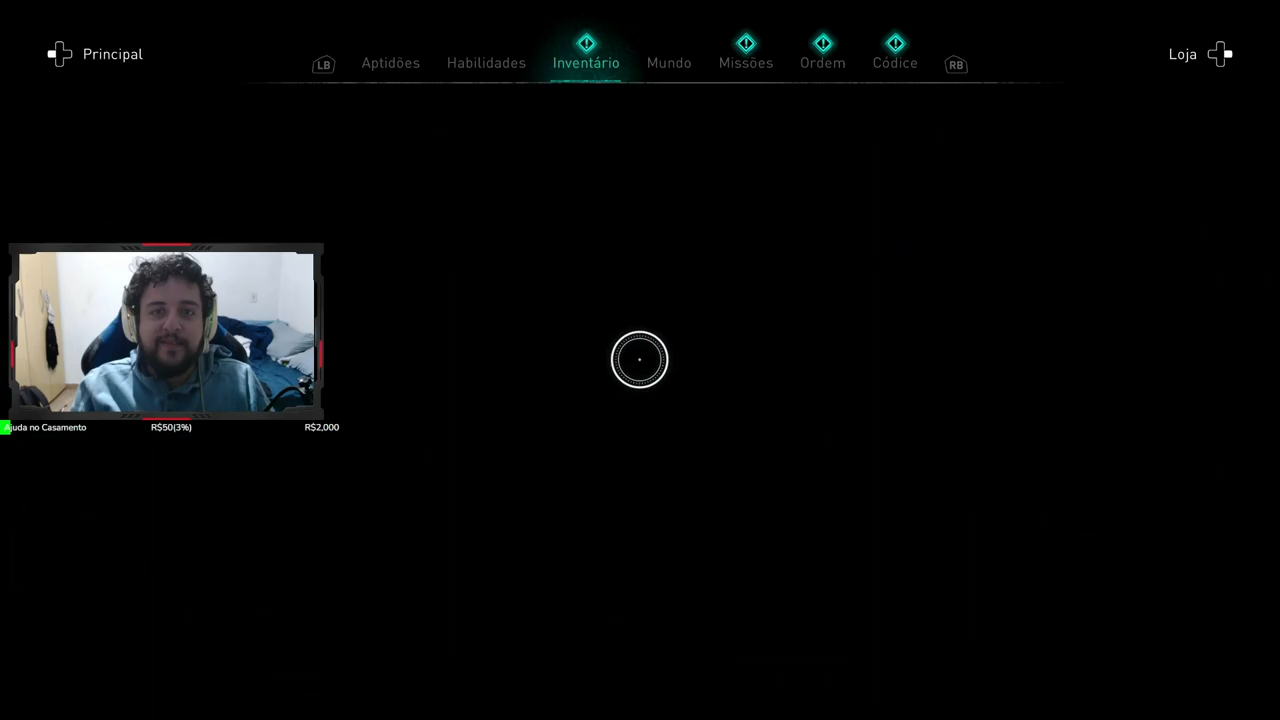 Principal
LB Aptidões Habilidades Inventário Mundo Missões Ordem Códice RB
Loja
Ajuda no Casamento R$50(3%) R$2,000